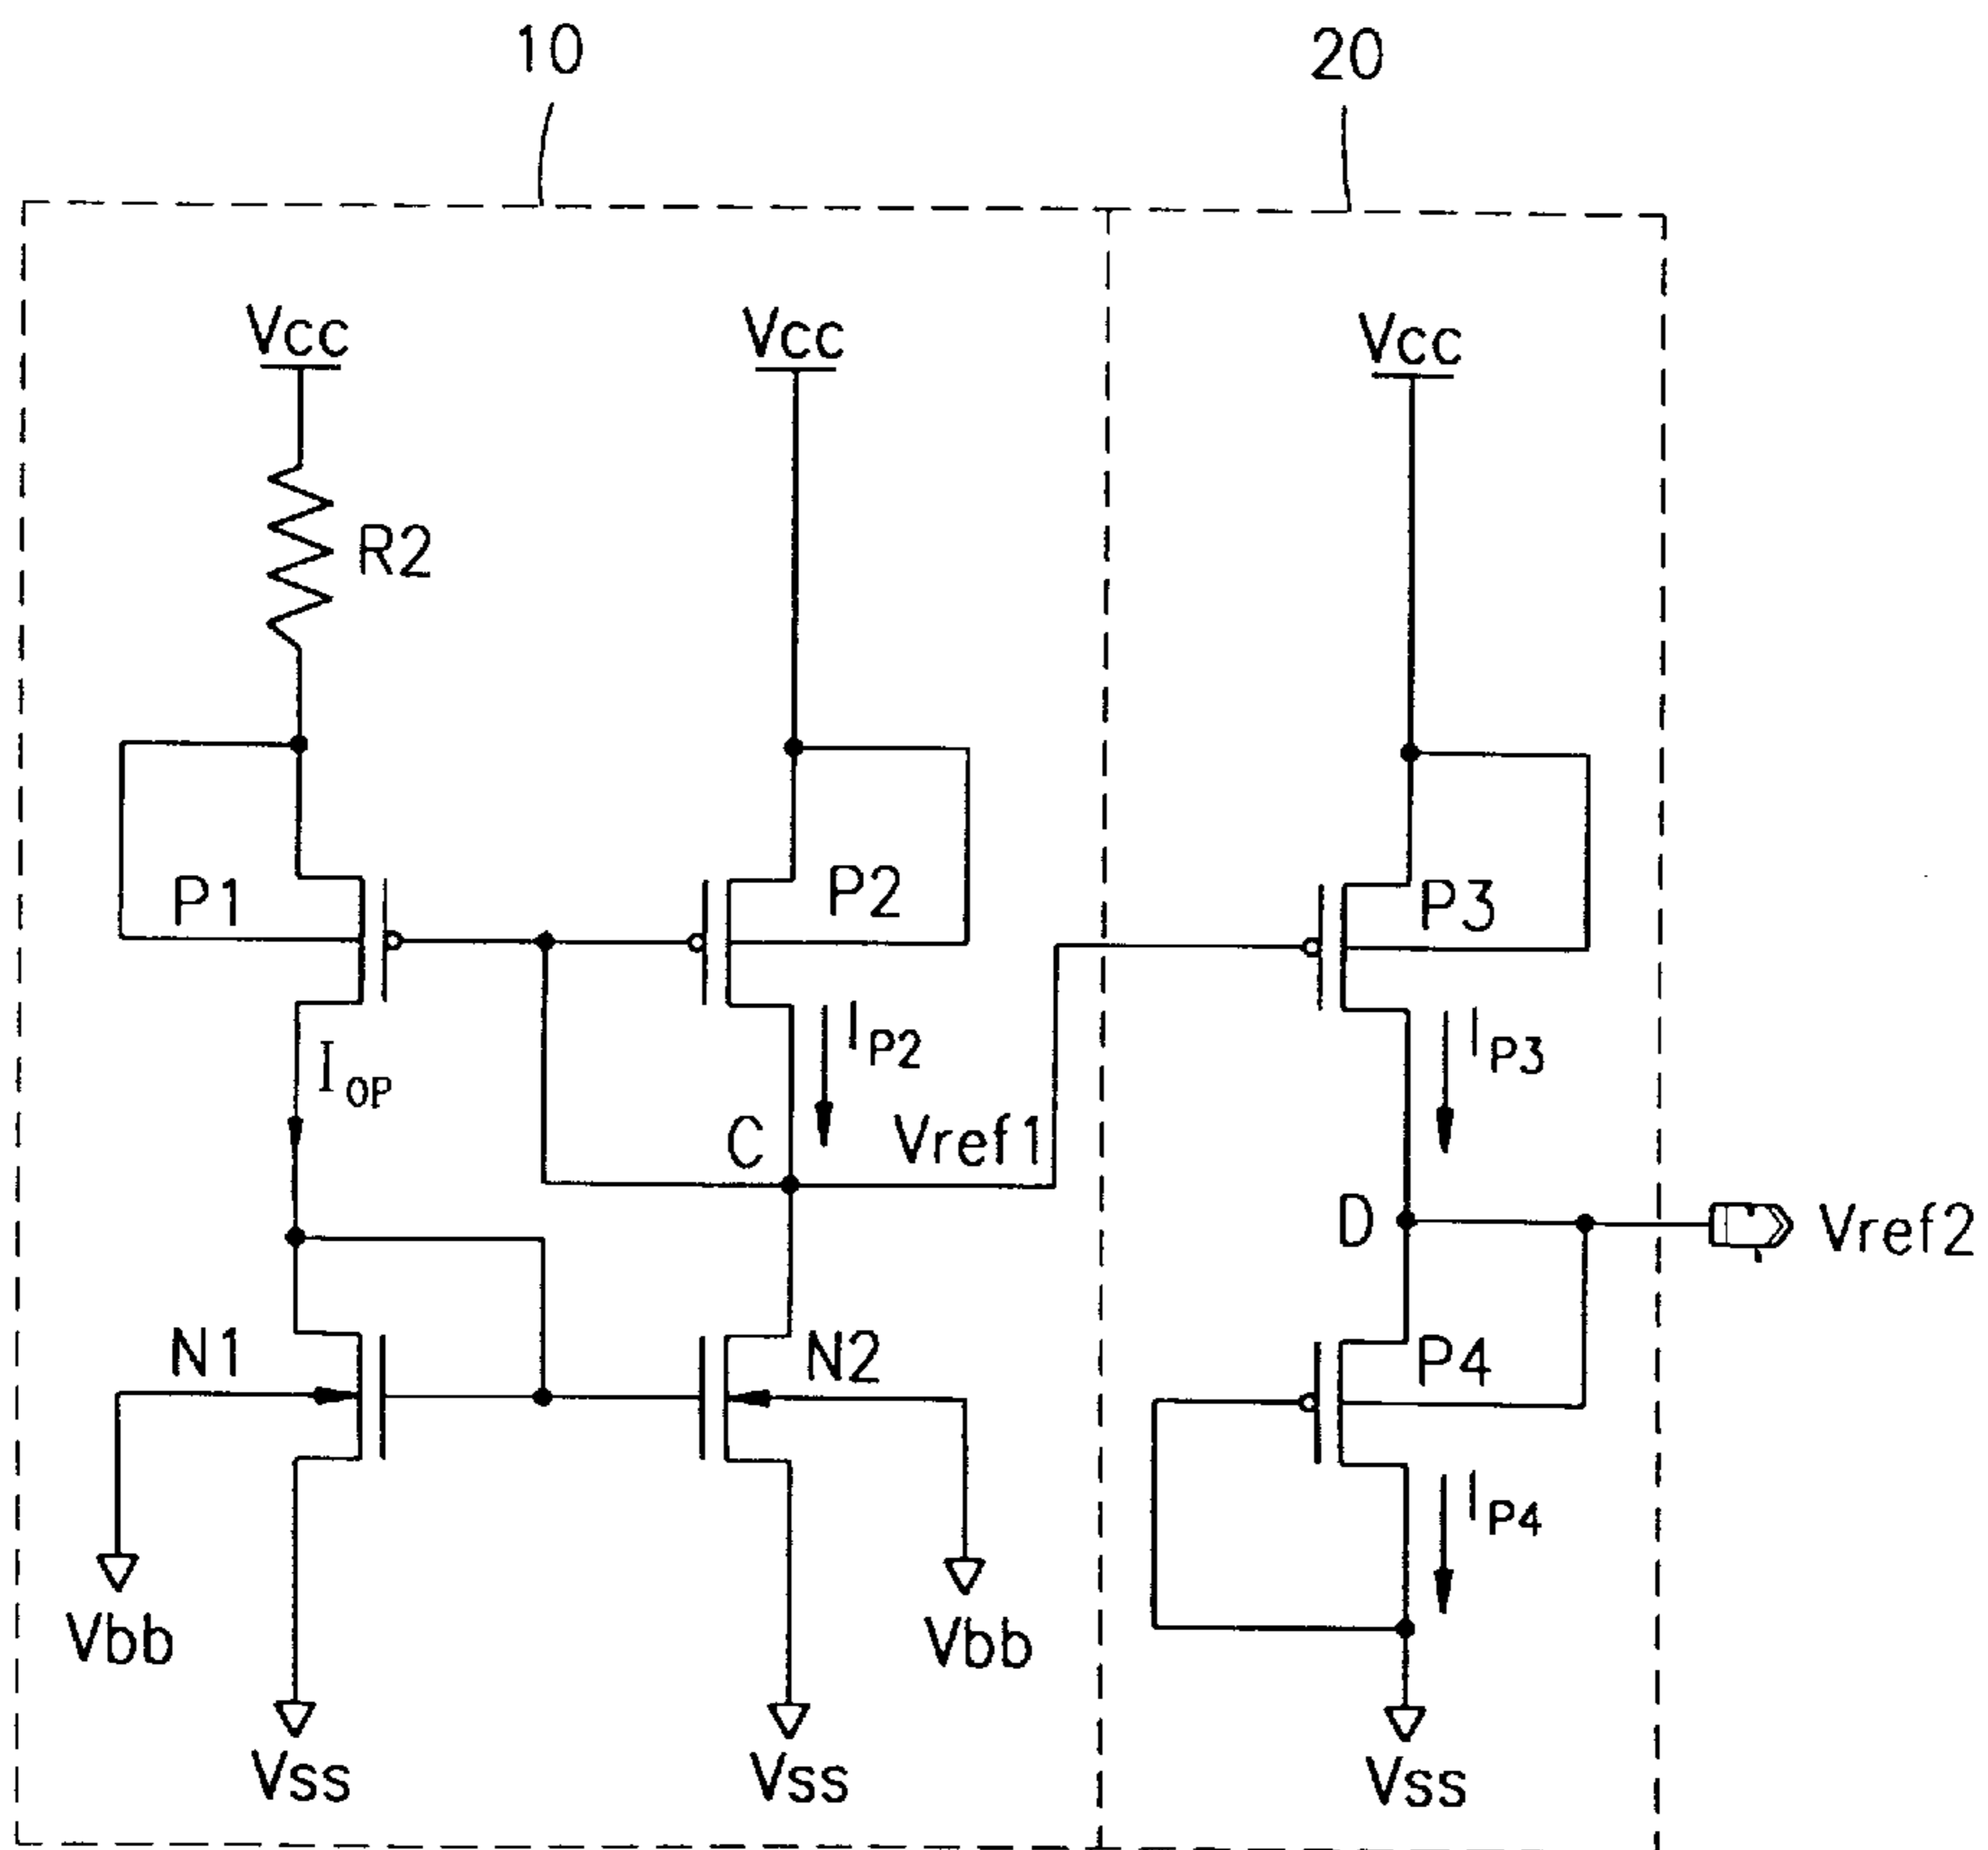 10
20
Vcc
Vcc
Vcc
R2
P1
P2
P3
IOP
IP2
IP3
C
Vref1
D
Vref2
N1
N2
P4
IP4
Vbb
Vbb
Vss
Vss
Vss